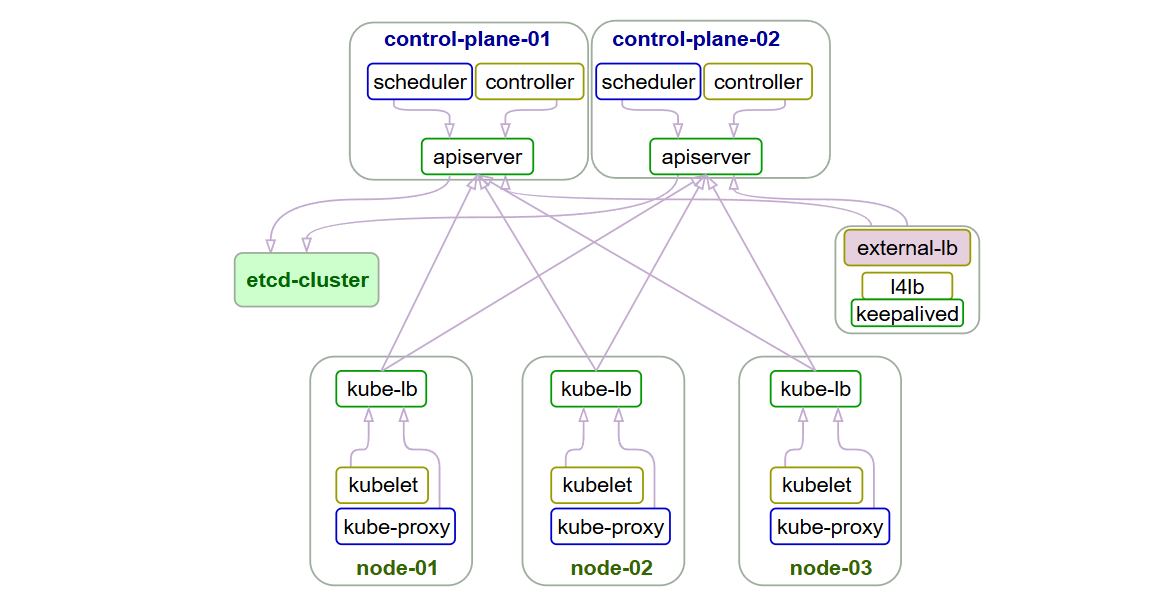 control-plane-01
scheduler
controller
apiserver
control-plane-02
scheduler
controller
apiserver
etcd-cluster
external-lb
l4lb
keepalived
kube-lb
kubelet
kube-proxy
node-01
kube-lb
kubelet
kube-proxy
node-02
kube-lb
kubelet
kube-proxy
node-03